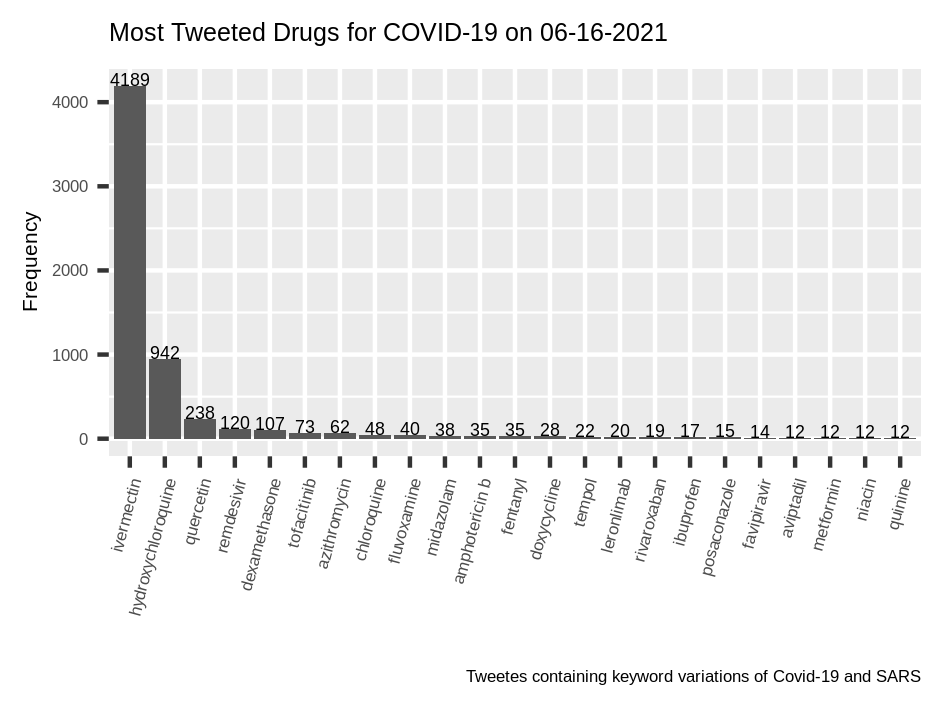 Most Tweeted Drugs for COVID-19 on 06-16-2021
Frequency
4000
3000
2000
1000
0
4189
942
238
120
107
73
62
48
40
38
35
35
28
22
20
19
17
15
14
12
12
12
12
ivermectin
hydroxychloroquine
quercetin
remdesivir
dexamethasone
tofacitinib
azithromycin
chloroquine
fluvoxamine
midazolam
amphotericin b
fentanyl
doxycycline
tempol
leronlimab
rivaroxaban
ibuprofen
posaconazole
favipiravir
aviptadil
metformin
niacin
quinine
Tweetes containing keyword variations of Covid-19 and SARS